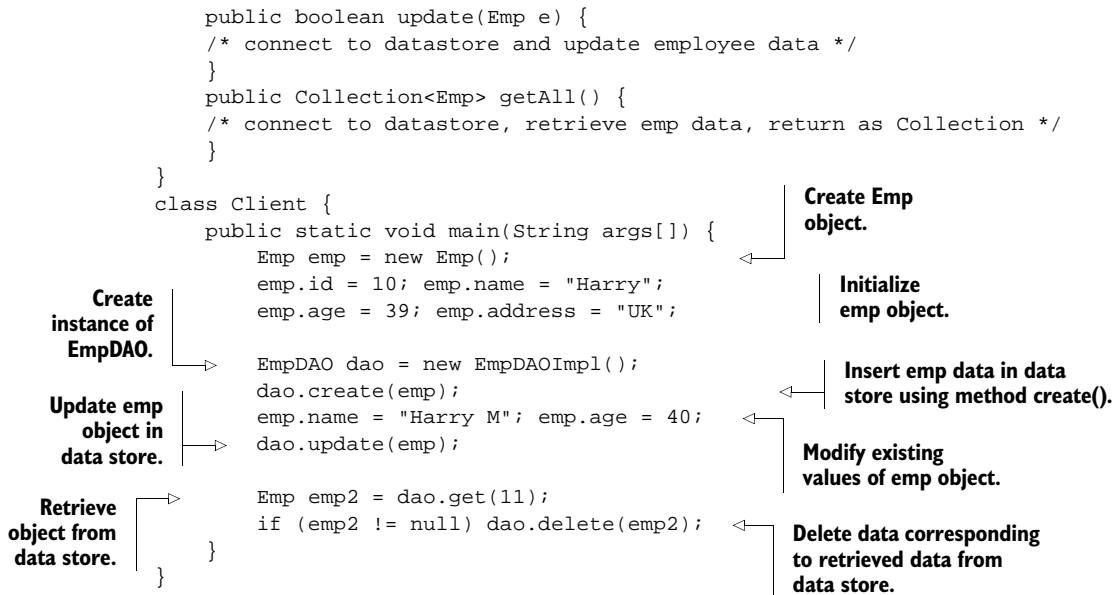 public boolean update(Emp e) {
/* connect to datastore and update employee data */
}
public Collection<Emp> getAll() {
/* connect to datastore, retrieve emp data, return as Collection */
}
}
class Client {
public static void main(String args[]) {
Emp emp = new Emp();
emp.id = 10; emp.name = "Harry";
emp.age = 39; emp.address = "UK";
EmpDAO dao = new EmpDAOImpl();
dao.create(emp);
emp.name = "Harry M"; emp.age = 40;
dao.update(emp);
Emp emp2 = dao.get(11);
if (emp2 != null) dao.delete(emp2);
}
}
Create Emp
object.
Initialize
emp object.
Create
instance of
EmpDAO.
Insert emp data in data
store using method create().
Update emp
object in
data store.
Modify existing
values of emp object.
Retrieve
object from
data store.
Delete data corresponding
to retrieved data from
data store.